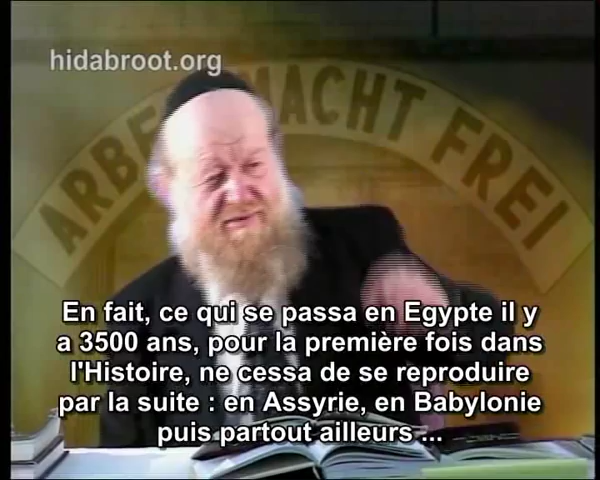 hidabroot.org
ARBEIT MACHT FREI
En fait, ce qui se passa en Egypte il y
a 3500 ans, pour la première fois dans
l'Histoire, ne cessa de se reproduire
par la suite : en Assyrie, en Babylonie
puis partout ailleurs ...